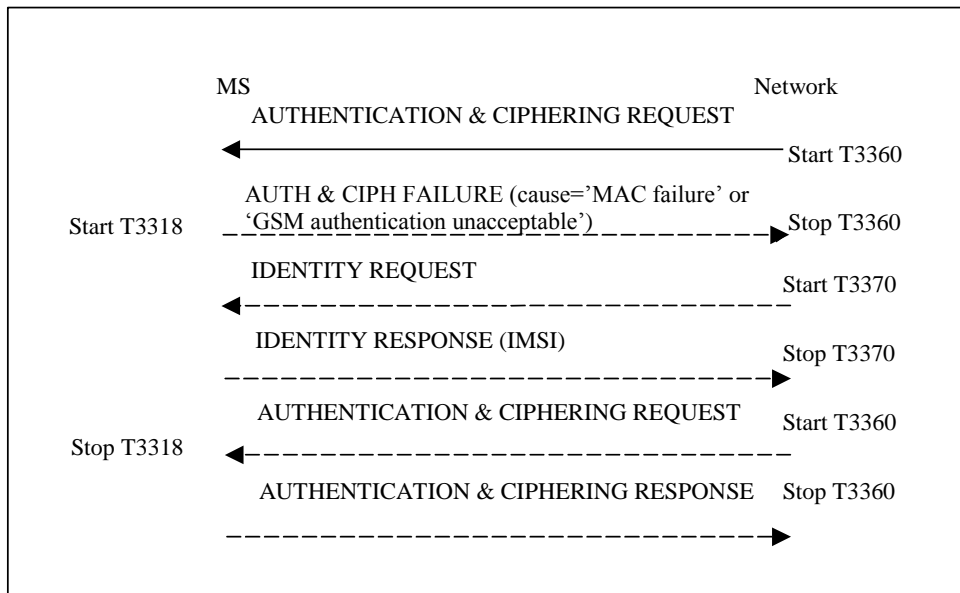 MS Network
AUTHENTICATION & CIPHERING REQUEST
Start T3360
AUTH & CIPH FAILURE (cause=’MAC failure’ or
‘GSM authentication unacceptable’)
Start T3318
Stop T3360
IDENTITY REQUEST
Start T3370
IDENTITY RESPONSE (IMSI)
Stop T3370
AUTHENTICATION & CIPHERING REQUEST
Start T3360
Stop T3318
AUTHENTICATION & CIPHERING RESPONSE
Stop T3360